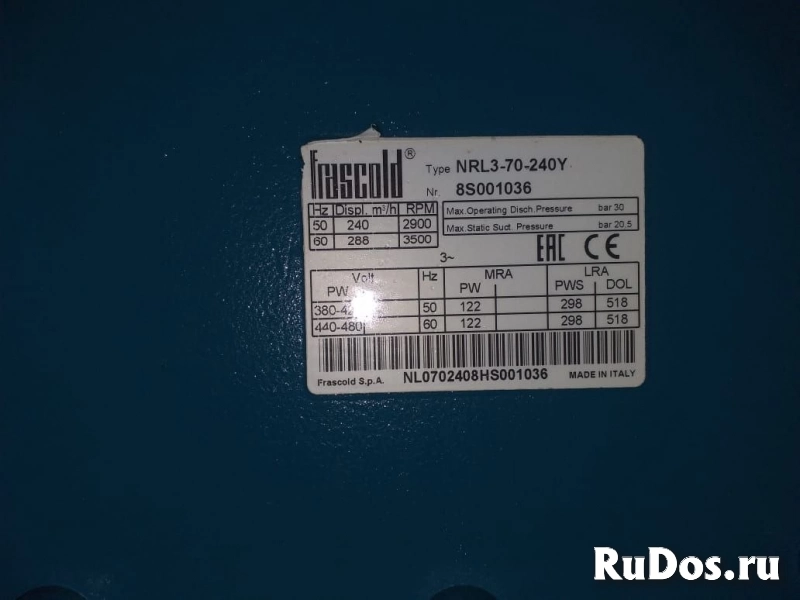 Frascold®
Type NRL3-70-240Y
Nr. 8S001036
Hz Displ. m³/h RPM
50 240 2900
60 288 3500
Max.Operating Disch.Pressure bar 30
Max.Static Suct. Pressure bar 20,5
3~
EAC CE
Volt Hz MRA LRA
PW PW PWS DOL
50 122 298 518
440-480 60 122 298 518
NL0702408HS001036
Frascold S.p.A.
MADE IN ITALY
RuDos.ru